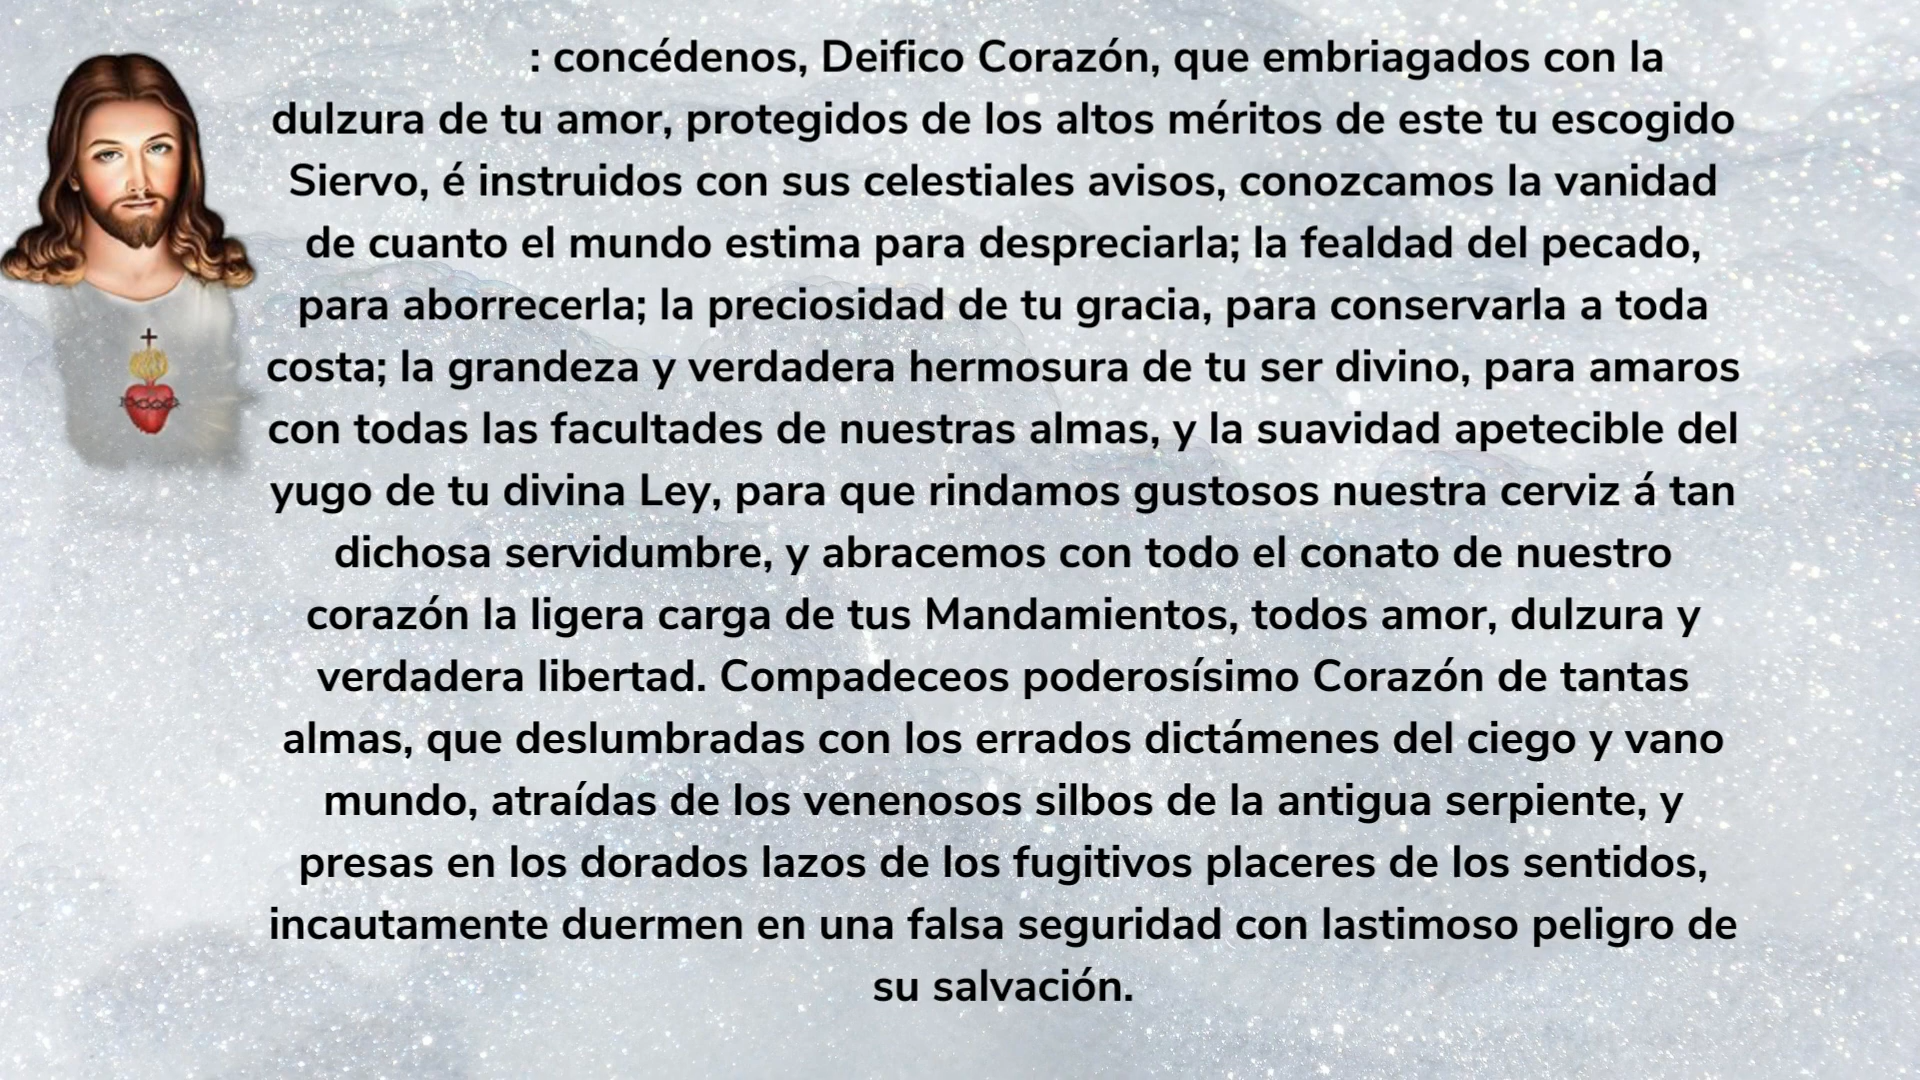 : concédenos, Deifico Corazón, que embriagados con la
dulzura de tu amor, protegidos de los altos méritos de este tu escogido
Siervo, é instruidos con sus celestiales avisos, conozcamos la vanidad
de cuanto el mundo estima para despreciarla; la fealdad del pecado,
para aborrecerla; la preciosidad de tu gracia, para conservarla a toda
costa; la grandeza y verdadera hermosura de tu ser divino, para amaros
con todas las facultades de nuestras almas, y la suavidad apetecible del
yugo de tu divina Ley, para que rindamos gustosos nuestra cerviz á tan
dichosa servidumbre, y abracemos con todo el conato de nuestro
corazón la ligera carga de tus Mandamientos, todos amor, dulzura y
verdadera libertad. Compadeceos poderosísimo Corazón de tantas
almas, que deslumbradas con los errados dictámenes del ciego y vano
mundo, atraídas de los venenosos silbos de la antigua serpiente, y
presas en los dorados lazos de los fugitivos placeres de los sentidos,
incautamente duermen en una falsa seguridad con lastimoso peligro de
su salvación.